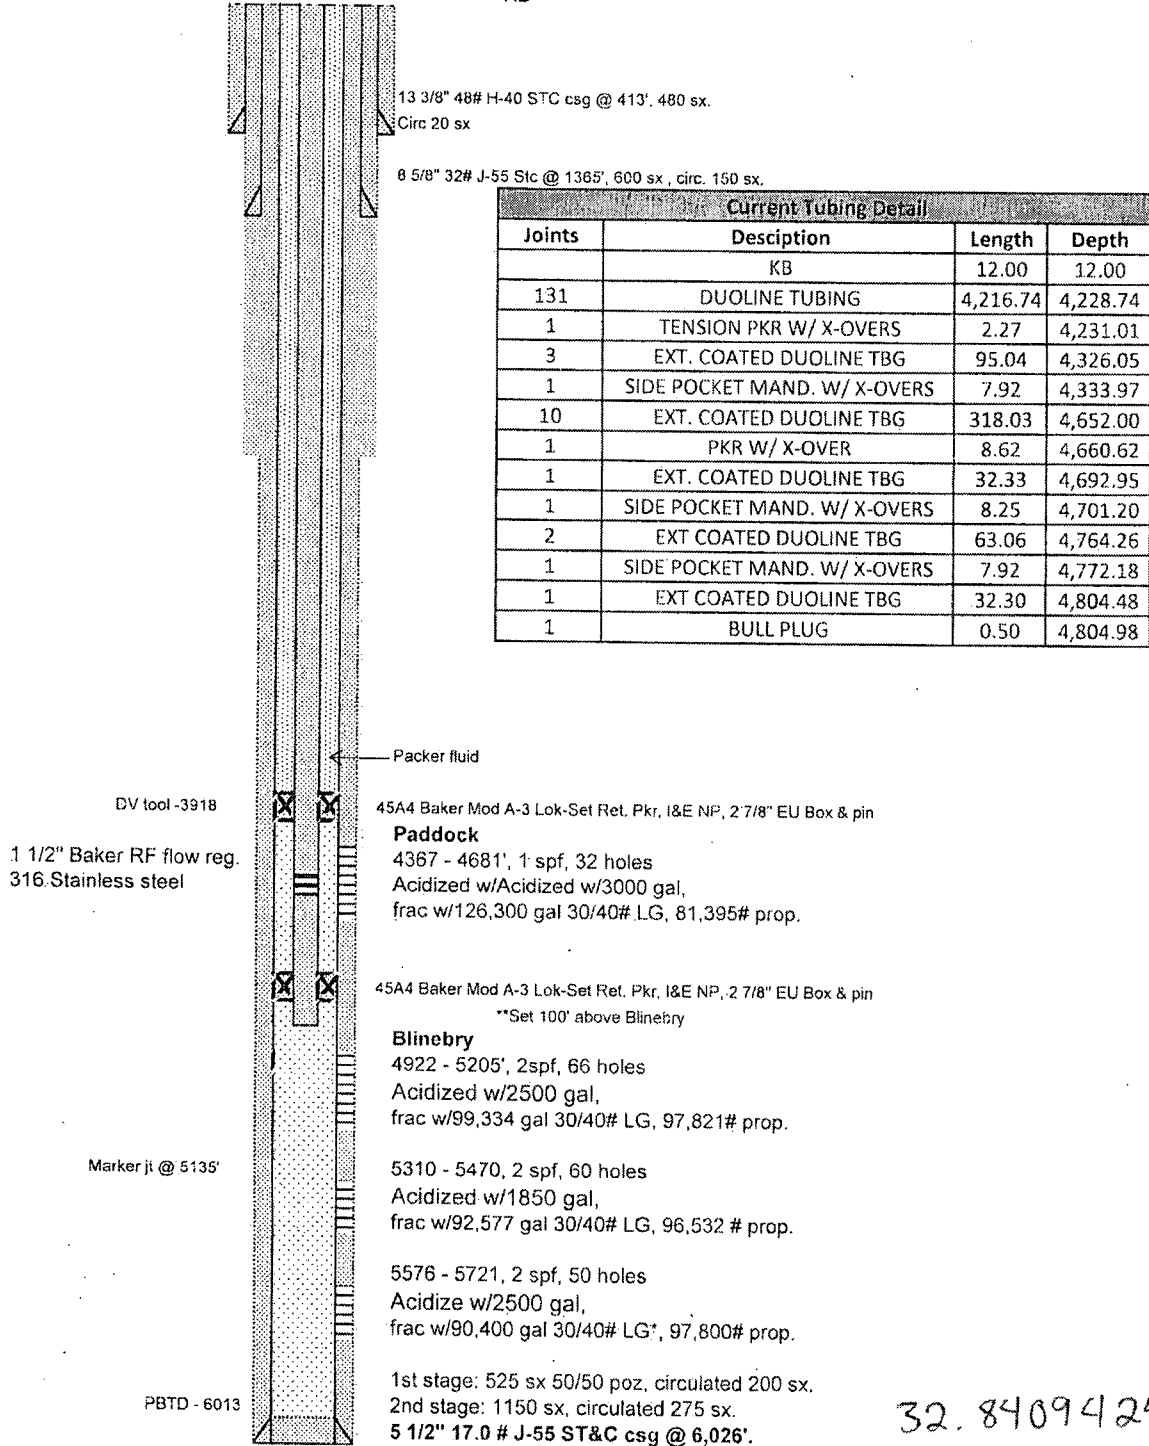 13 3/8" 48# H-40 STC csg @ 413', 480 sx.
Circ 20 sx
8 5/8" 32# J-55 Stc @ 1365', 600 sx , circ. 150 sx.
Current Tubing Detail
Joints Desciption Length Depth
KB 12.00 12.00
131 DUOLINE TUBING 4,216.74 4,228.74
1 TENSION PKR W/ X-OVERS 2.27 4,231.01
3 EXT. COATED DUOLINE TBG 95.04 4,326.05
1 SIDE POCKET MAND. W/ X-OVERS 7.92 4,333.97
10 EXT. COATED DUOLINE TBG 318.03 4,652.00
1 PKR W/ X-OVER 8.62 4,660.62
1 EXT. COATED DUOLINE TBG 32.33 4,692.95
1 SIDE POCKET MAND. W/ X-OVERS 8.25 4,701.20
2 EXT COATED DUOLINE TBG 63.06 4,764.26
1 SIDE POCKET MAND. W/ X-OVERS 7.92 4,772.18
1 EXT COATED DUOLINE TBG 32.30 4,804.48
1 BULL PLUG 0.50 4,804.98
Packer fluid
DV tool -3918
45A4 Baker Mod A-3 Lok-Set Ret. Pkr, I&E NP, 2 7/8" EU Box & pin
Paddock
4367 - 4681', 1 spf, 32 holes
Acidized w/Acidized w/3000 gal,
frac w/126,300 gal 30/40# LG, 81,395# prop.
1 1/2" Baker RF flow reg.
316 Stainless steel
45A4 Baker Mod A-3 Lok-Set Ret. Pkr, I&E NP, 2 7/8" EU Box & pin
**Set 100' above Blinebry
Blinebry
4922 - 5205', 2spf, 66 holes
Acidized w/2500 gal,
frac w/99,334 gal 30/40# LG, 97,821# prop.
Marker jt @ 5135'
5310 - 5470, 2 spf, 60 holes
Acidized w/1850 gal,
frac w/92,577 gal 30/40# LG, 96,532 # prop.
5576 - 5721, 2 spf, 50 holes
Acidize w/2500 gal,
frac w/90,400 gal 30/40# LG*, 97,800# prop.
1st stage: 525 sx 50/50 poz, circulated 200 sx.
2nd stage: 1150 sx, circulated 275 sx.
5 1/2" 17.0 # J-55 ST&C csg @ 6,026'.
PBTD - 6013